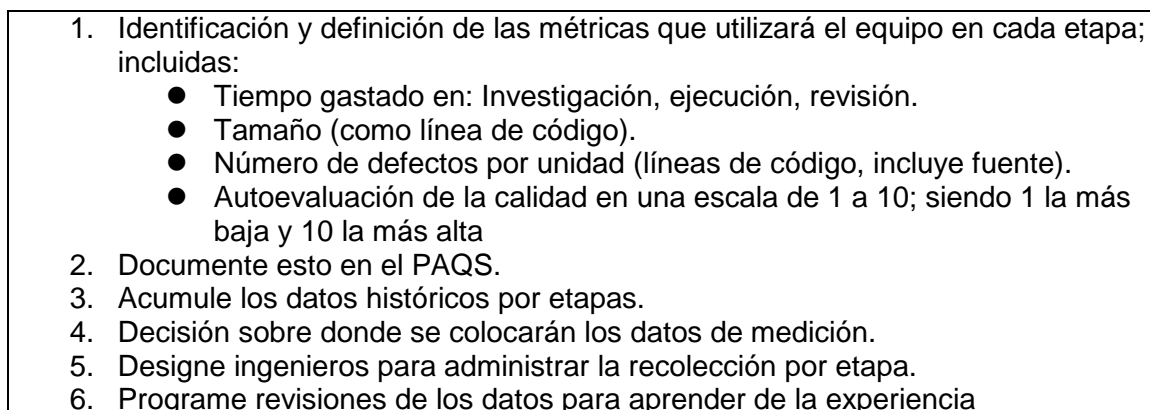 1. Identificación y definición de las métricas que utilizará el equipo en cada etapa;
incluidas:
● Tiempo gastado en: Investigación, ejecución, revisión.
● Tamaño (como línea de código).
● Número de defectos por unidad (líneas de código, incluye fuente).
● Autoevaluación de la calidad en una escala de 1 a 10; siendo 1 la más
baja y 10 la más alta
2. Documente esto en el PAQS.
3. Acumule los datos históricos por etapas.
4. Decisión sobre donde se colocarán los datos de medición.
5. Designe ingenieros para administrar la recolección por etapa.
6. Programe revisiones de los datos para aprender de la experiencia